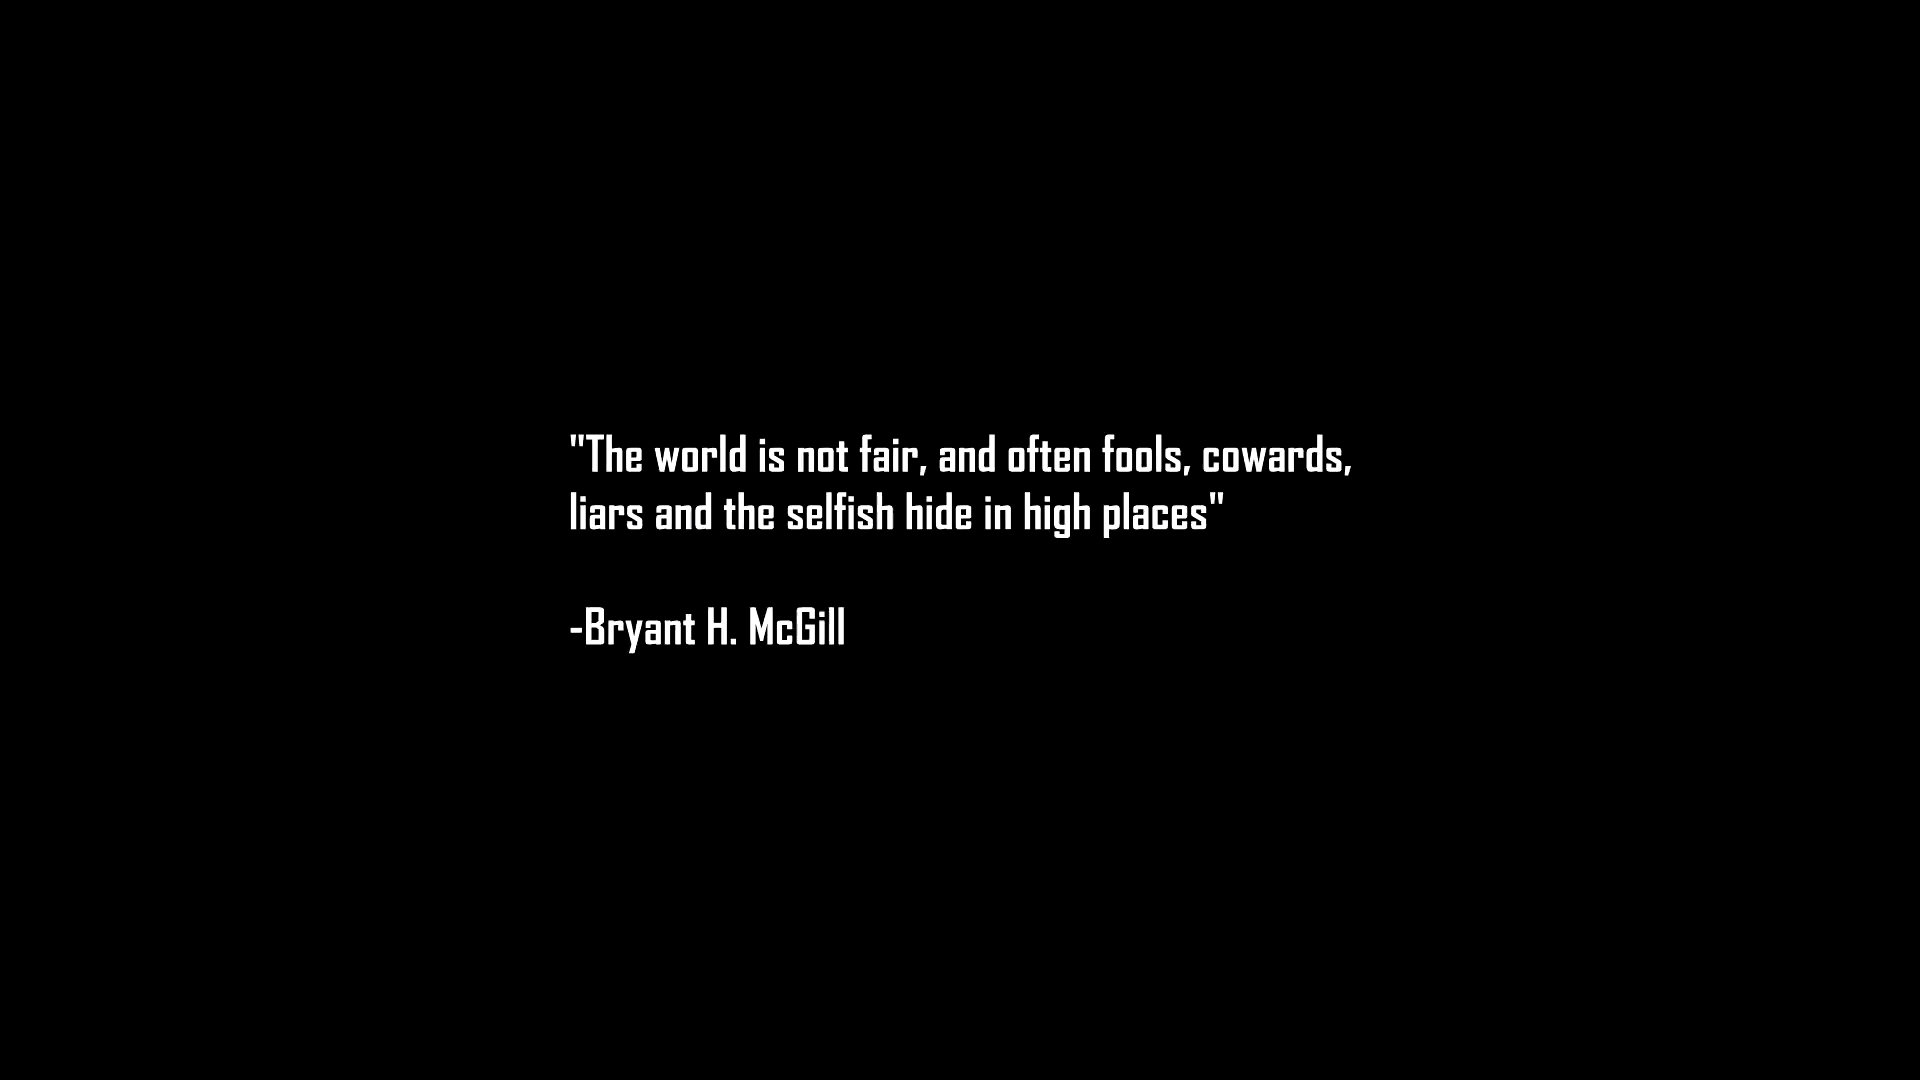 "The world is not fair, and often fools, cowards,
liars and the selfish hide in high places"
-Bryant H. McGill